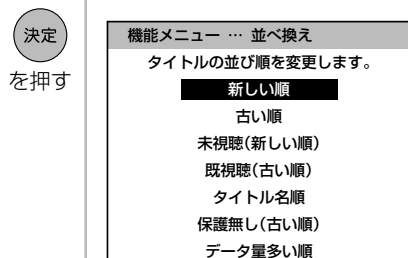 決定
を押す
機能メニュー … 並べ換え
タイトルの並び順を変更します。
新しい順
古い順
未視聴(新しい順)
既視聴(古い順)
タイトル名順
保護無し(古い順)
データ量多い順